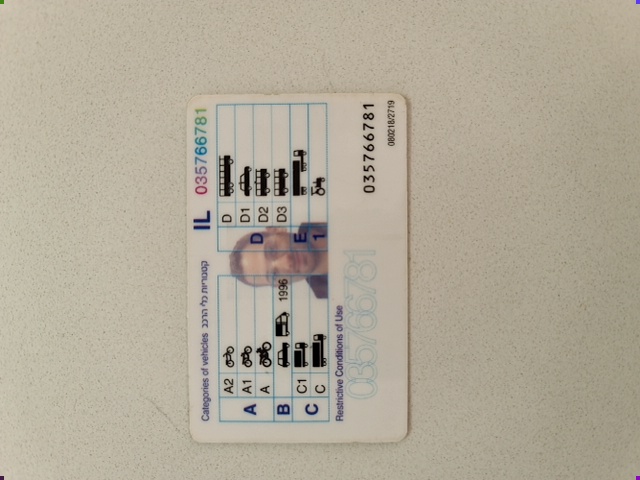 Categories of vehicles קטגוריות כלי הרכב IL 035766781
A2 D
A A1 D D1
A D2
B 1996 D3
C C1 E
C 1
Restrictive Conditions of Use
035766781
035766781
080218/2719